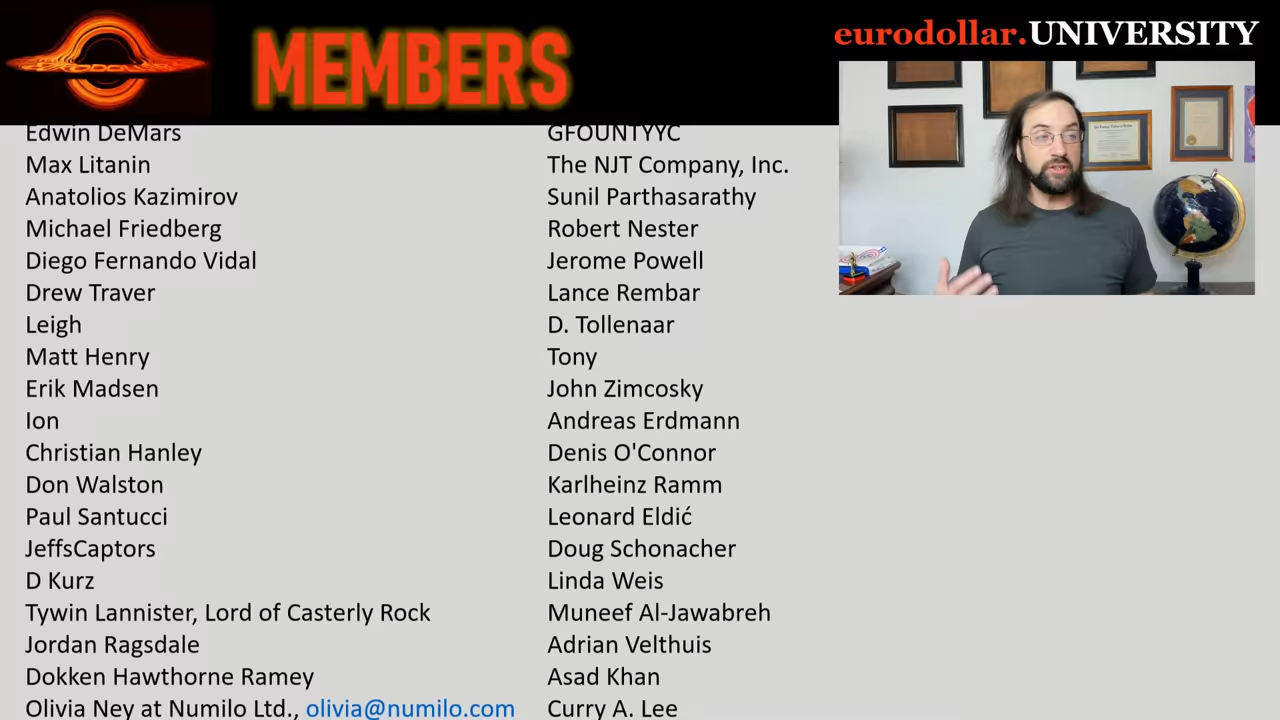 MEMBERS
eurodollar.UNIVERSITY
Edwin DeMars
Max Litanin
Anatolios Kazimirov
Michael Friedberg
Diego Fernando Vidal
Drew Traver
Leigh
Matt Henry
Erik Madsen
Ion
Christian Hanley
Don Walston
Paul Santucci
JeffsCaptors
D Kurz
Tywin Lannister, Lord of Casterly Rock
Jordan Ragsdale
Dokken Hawthorne Ramey
Olivia Ney at Numilo Ltd., olivia@numilo.com
GFOUNTYYC
The NJT Company, Inc.
Sunil Parthasarathy
Robert Nester
Jerome Powell
Lance Rembar
D. Tollenaar
Tony
John Zimcosky
Andreas Erdmann
Denis O'Connor
Karlheinz Ramm
Leonard Eldić
Doug Schonacher
Linda Weis
Muneef Al-Jawabreh
Adrian Velthuis
Asad Khan
Curry A. Lee